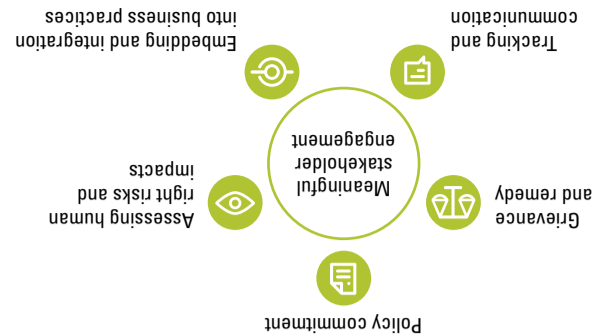 Policy commitment
Assessing human
right risks and
impacts
Embedding and integration
into business practices
Tracking and
communication
Grievance
and remedy
Meaningful
stakeholder
engagement